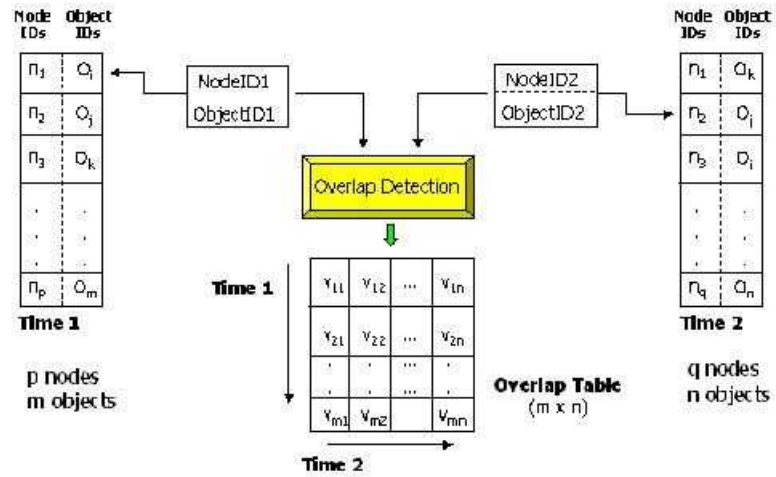 Node Object
IDs IDs
n1 Oi
n2 Oj
n3 Ok
. .
. .
. .
np Om
Time 1
p nodes
m objects
NodeID1
ObjectID1
NodeID2
ObjectID2
Overlap Detection
Time 1
v11 v12 ... v1n
v21 v22 ... v2n
. . ... .
. . ... .
vm1 vm2 vmn
Time 2
Overlap Table
(m x n)
Node Object
IDs IDs
n1 Ok
n2 Oj
n3 Oi
. .
. .
. .
nq On
Time 2
q nodes
n objects